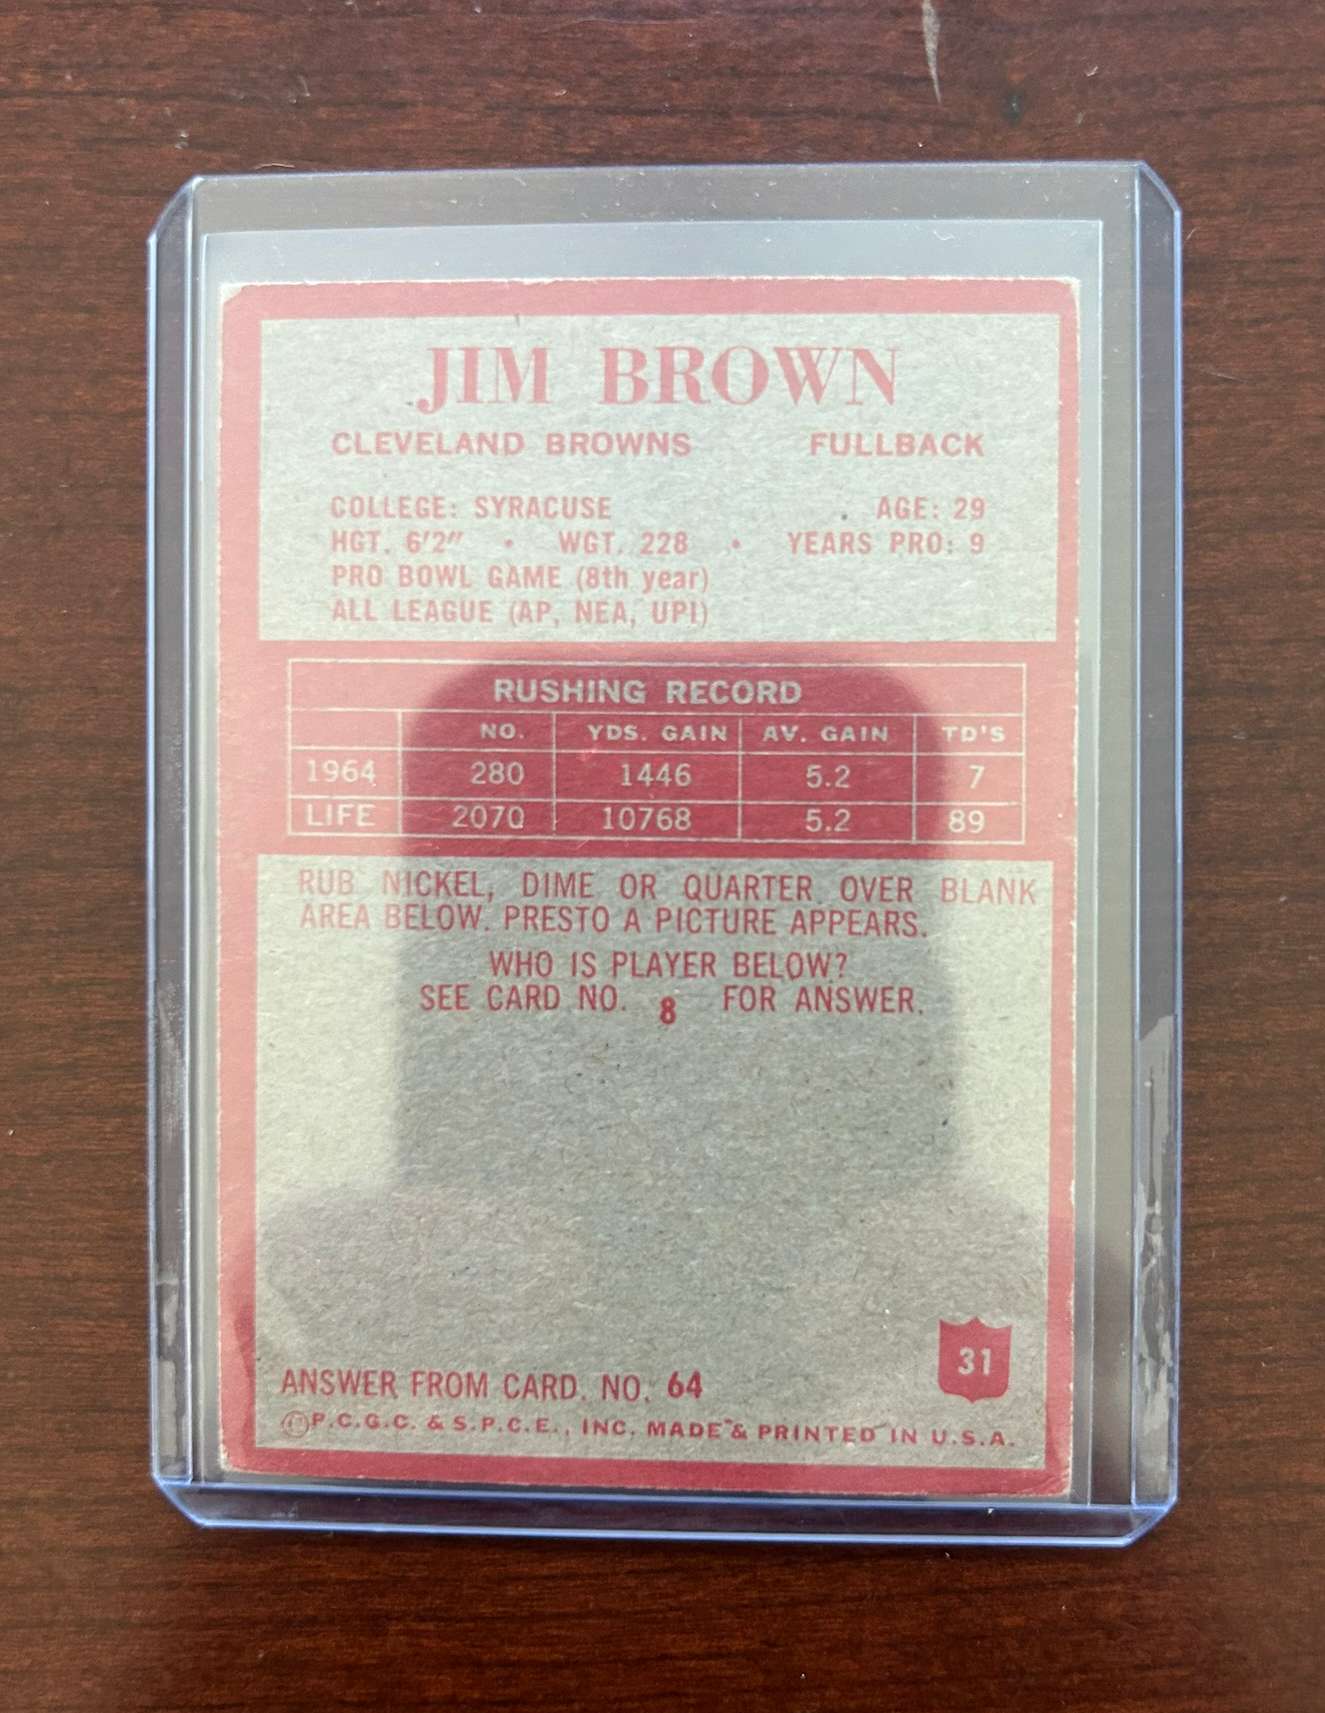 JIM BROWN
CLEVELAND BROWNS FULLBACK
COLLEGE: SYRACUSE AGE: 29
HGT. 6'2" • WGT. 228 • YEARS PRO: 9
PRO BOWL GAME (8th year)
ALL LEAGUE (AP, NEA, UPI)
RUSHING RECORD
NO. YDS. GAIN AV. GAIN TD'S
1964 280 1446 5.2 7
LIFE 2070 10768 5.2 89
RUB NICKEL, DIME OR QUARTER OVER BLANK
AREA BELOW. PRESTO A PICTURE APPEARS.
WHO IS PLAYER BELOW?
SEE CARD NO. 8 FOR ANSWER.
31
ANSWER FROM CARD. NO. 64
P.C.G.C. & S.P.C.E., INC. MADE & PRINTED IN U.S.A.